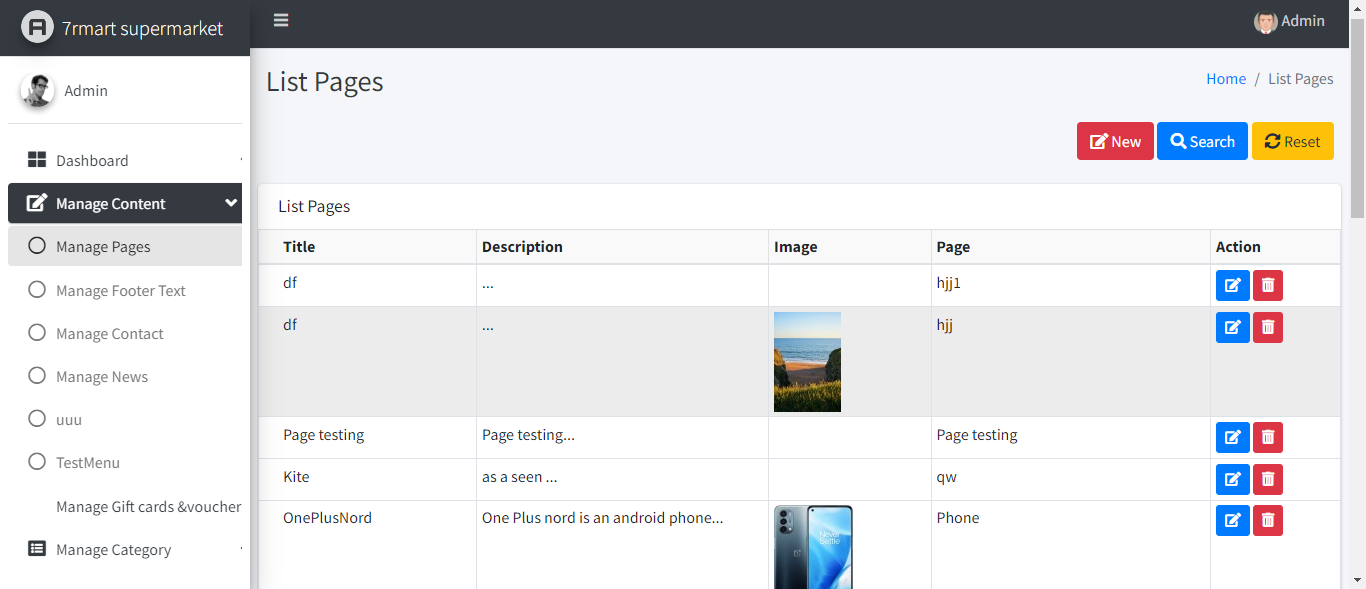 7rmart supermarket
Admin
Admin
List Pages
Home / List Pages
New
Search
Reset
Dashboard
Manage Content
Manage Pages
Manage Footer Text
Manage Contact
Manage News
uuu
TestMenu
Manage Gift cards &voucher
Manage Category
List Pages
Title Description Image Page Action
df ... hjj1
df ... hjj
Page testing Page testing... Page testing
Kite as a seen ... qw
OnePlusNord One Plus nord is an android phone... Phone
Never
Settle